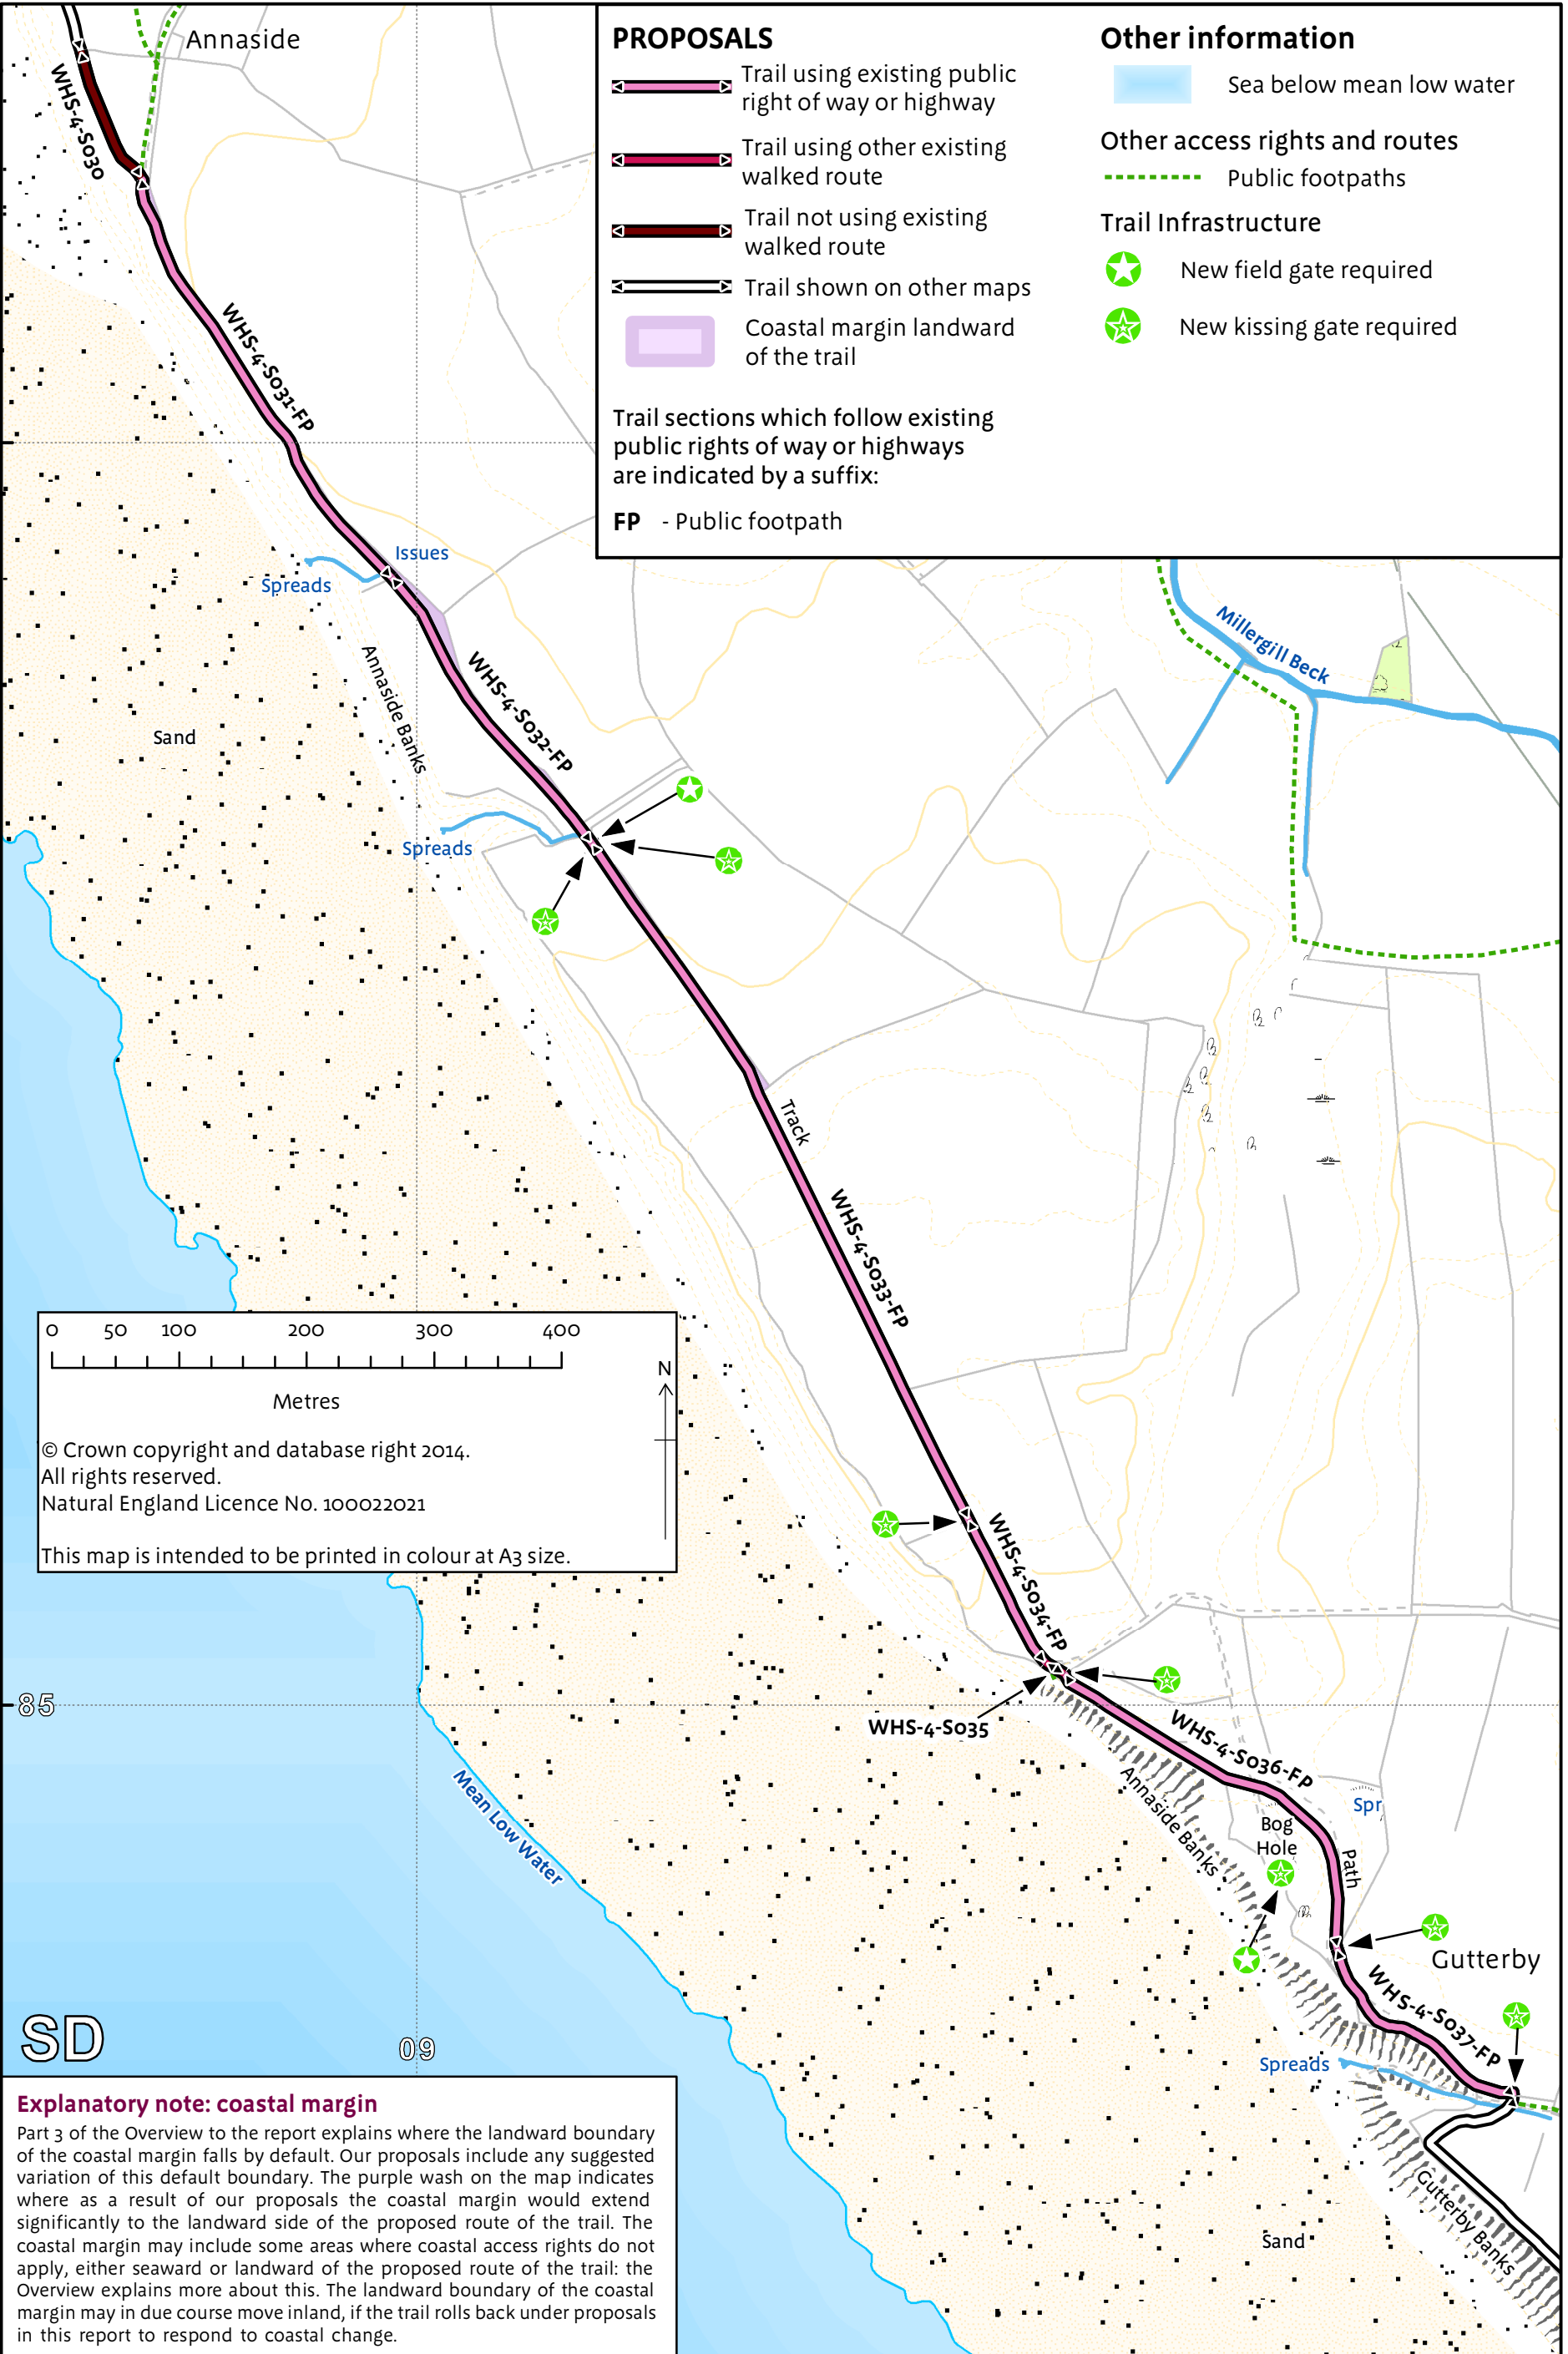 Annaside
WHS-4-S030
PROPOSALS
Trail using existing public
right of way or highway
Trail using other existing
walked route
Trail not using existing
walked route
Trail shown on other maps
Coastal margin landward
of the trail
Trail sections which follow existing
public rights of way or highways
are indicated by a suffix:
FP - Public footpath
Other information
Sea below mean low water
Other access rights and routes
Public footpaths
Trail Infrastructure
New field gate required
New kissing gate required
WHS-4-S031-FP
Issues
Spreads
Millergill Beck
Annaside Banks
WHS-4-S032-FP
Sand
Spreads
Track
WHS-4-S033-FP
0 50 100 200 300 400
Metres
N
© Crown copyright and database right 2014.
All rights reserved.
Natural England Licence No. 100022021
This map is intended to be printed in colour at A3 size.
WHS-4-S034-FP
85
WHS-4-S035
WHS-4-S036-FP
Mean Low Water
Annaside Banks
Spr
Bog
Hole
Path
Gutterby
WHS-4-S037-FP
SD
09
Spreads
Gutterby Banks
Sand
Explanatory note: coastal margin
Part 3 of the Overview to the report explains where the landward boundary
of the coastal margin falls by default. Our proposals include any suggested
variation of this default boundary. The purple wash on the map indicates
where as a result of our proposals the coastal margin would extend
significantly to the landward side of the proposed route of the trail. The
coastal margin may include some areas where coastal access rights do not
apply, either seaward or landward of the proposed route of the trail: the
Overview explains more about this. The landward boundary of the coastal
margin may in due course move inland, if the trail rolls back under proposals
in this report to respond to coastal change.